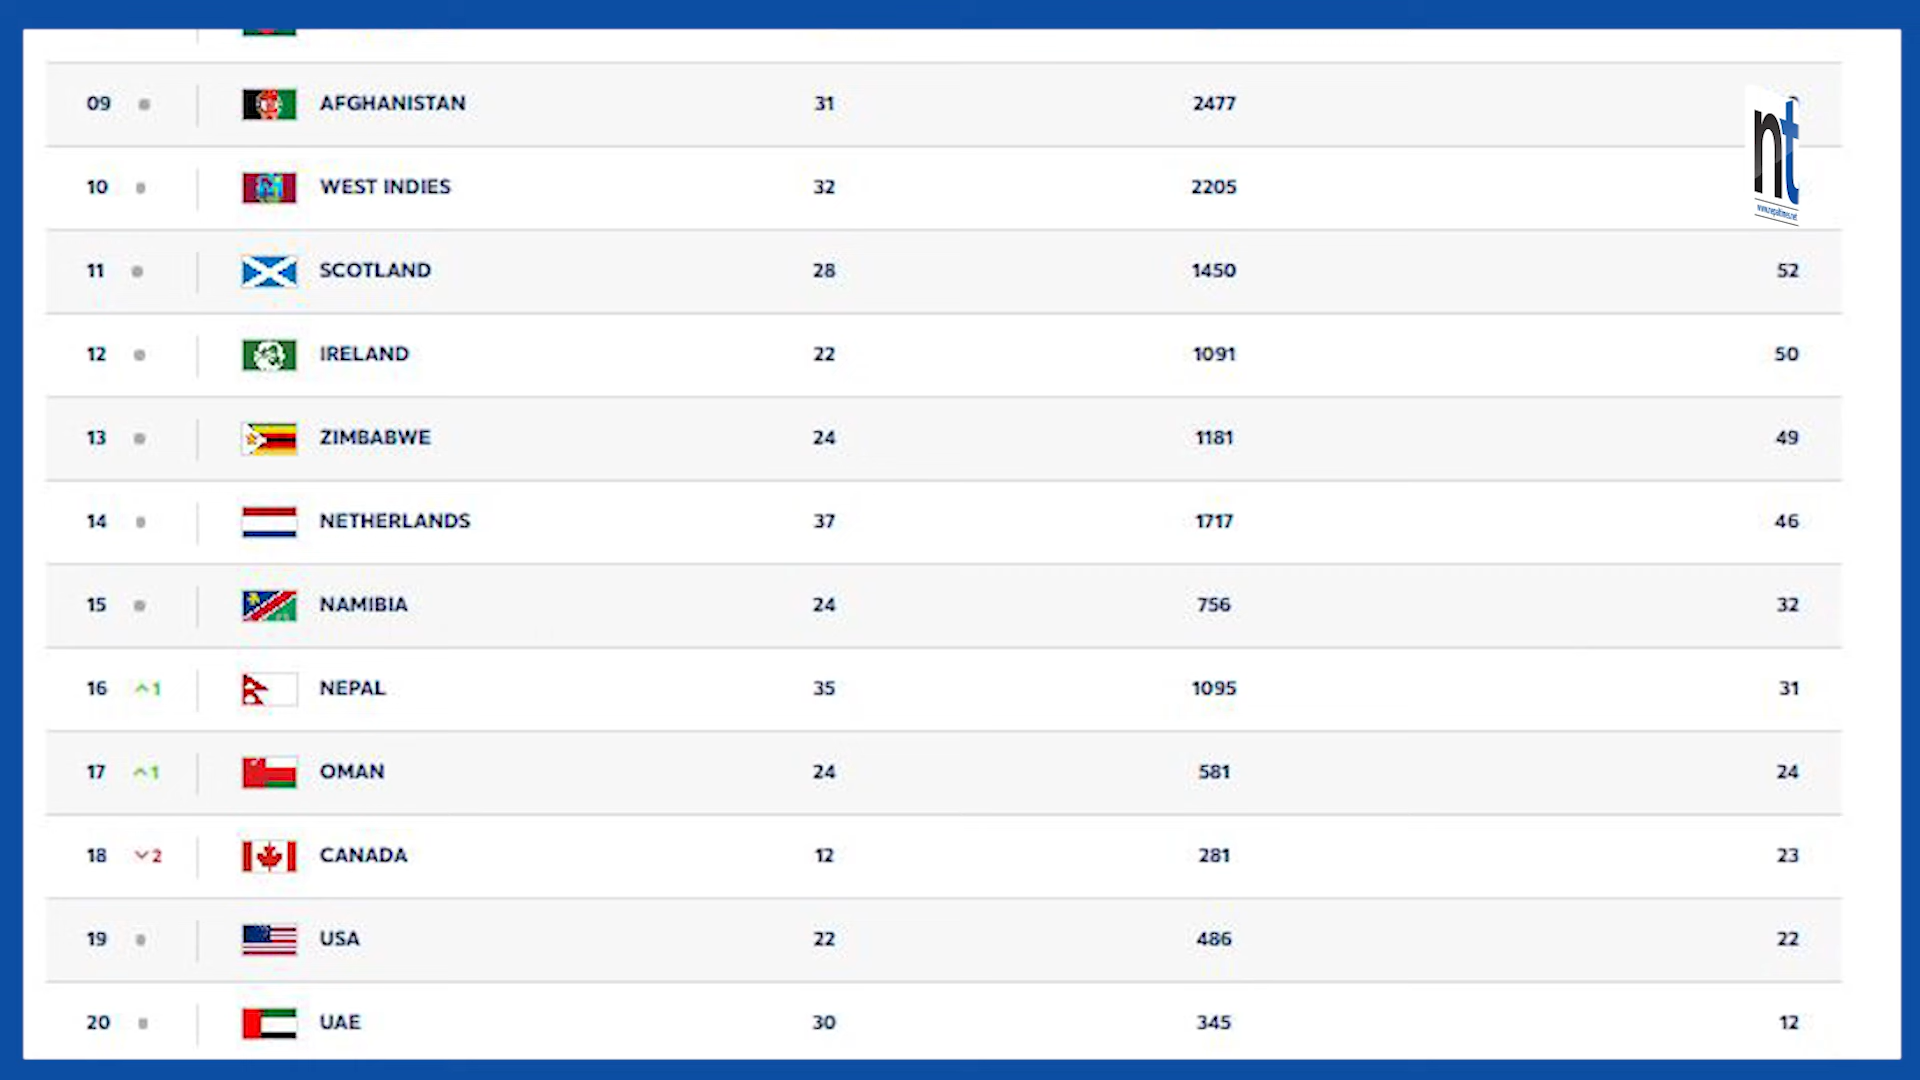 09 AFGHANISTAN 31 2477
10 WEST INDIES 32 2205
nt
www.nepaltimes.net
11 SCOTLAND 28 1450 52
12 IRELAND 22 1091 50
13 ZIMBABWE 24 1181 49
14 NETHERLANDS 37 1717 46
15 NAMIBIA 24 756 32
16 1 NEPAL 35 1095 31
17 1 OMAN 24 581 24
18 2 CANADA 12 281 23
19 USA 22 486 22
20 UAE 30 345 12